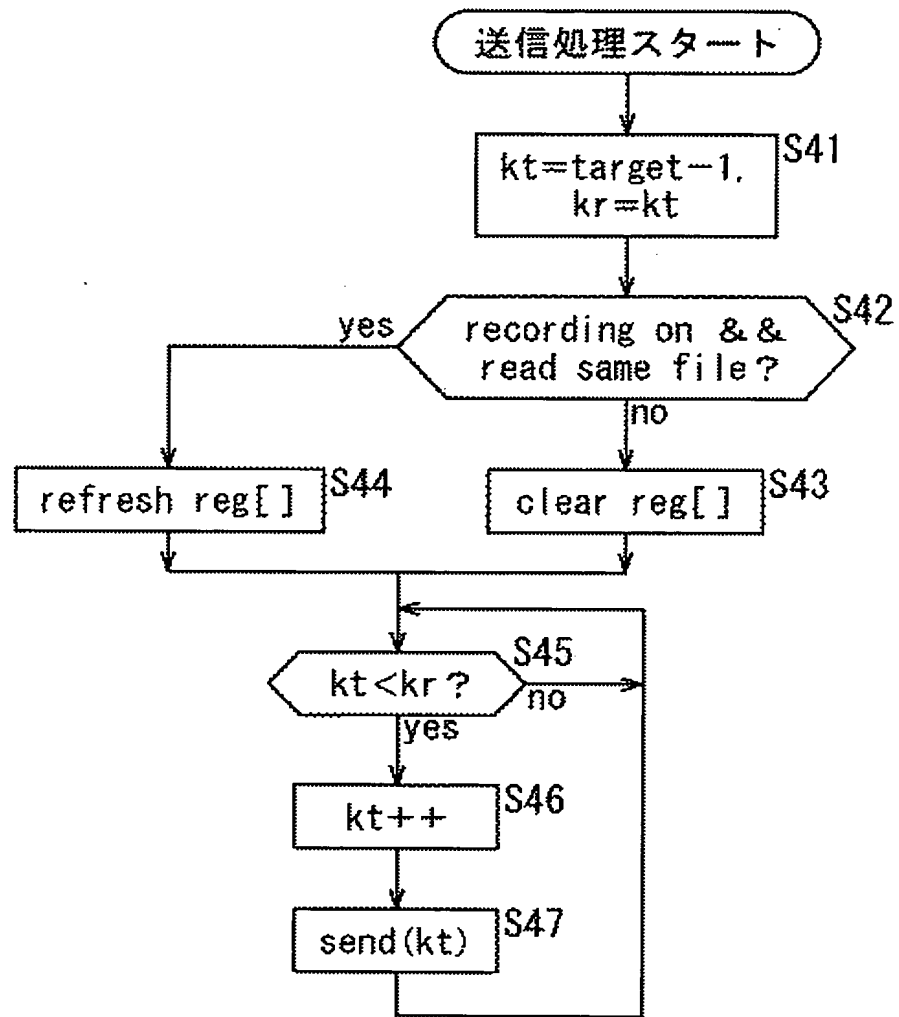 送信処理スタート
S41
kt=target-1,
kr=kt
S42
yes
recording on &&
read same file?
no
S44
refresh reg[]
S43
clear reg[]
S45
kt<kr?
no
yes
S46
kt++
S47
send(kt)